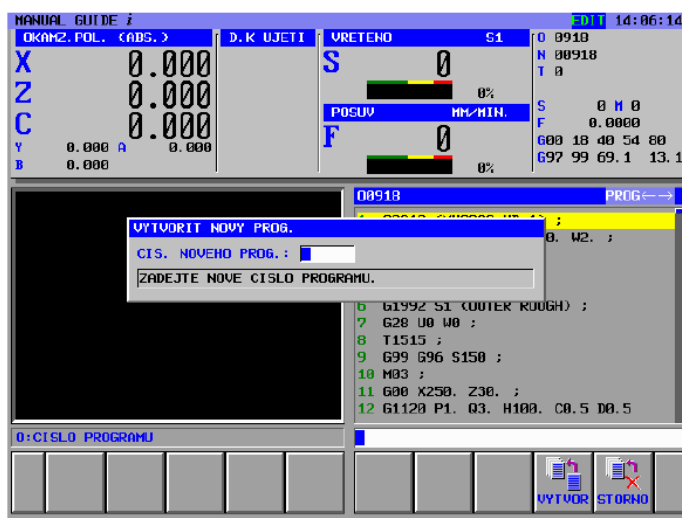 MANUAL GUIDE i EDIT 14:06:14
OKAMZ.POL. (ABS.) D.K UJETI VRETENO S1 O 0918
X 0.000 S 0 N 00918
T 0
Z 0.000 0%
C 0.000 POSUV MM/MIN. S 0 M 0
F 0.0000
Y 0.000 A 0.000 F 0 G00 18 40 54 80
B 0.000 0% G97 99 69.1 13.1
O0918 PROG←→
VYTVORIT NOVY PROG. ;
CIS. NOVEHO PROG.: 0. W2. ;
ZADEJTE NOVE CISLO PROGRAMU.
6 G1992 S1 (OUTER ROUGH) ;
7 G28 U0 W0 ;
8 T1515 ;
9 G99 G96 S150 ;
10 M03 ;
11 G00 X250. Z30. ;
12 G1120 P1. Q3. H100. C0.5 D0.5
O:CISLO PROGRAMU
VYTVOR STORNO